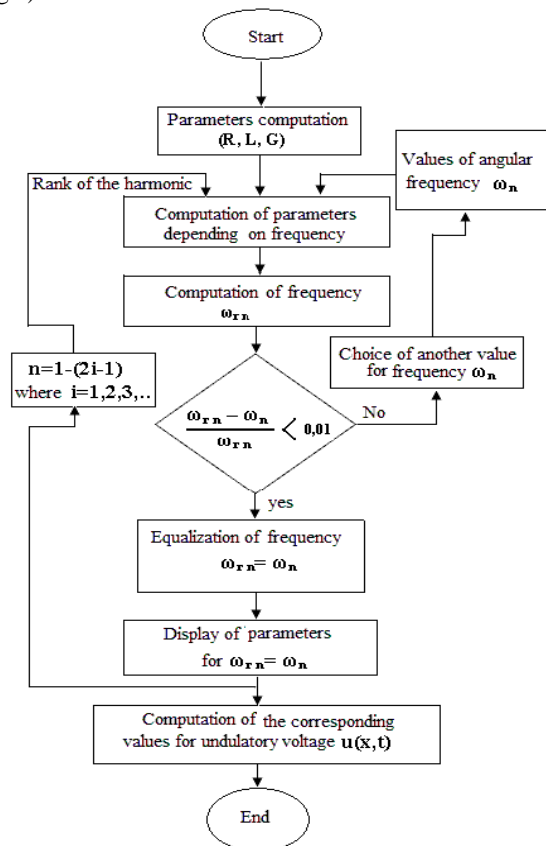 Start
Parameters computation
(R, L, G)
Values of angular
frequency ωn
Rank of the harmonic
Computation of parameters
depending on frequency
Computation of frequency
ωrn
n=1-(2i-1)
where i=1,2,3,..
Choice of another value
for frequency ωn
ωrn − ωn
ωrn
< 0,01
No
yes
Equalization of frequency
ωrn= ωn
Display of parameters
for ωrn= ωn
Computation of the corresponding
values for undulatory voltage u(x,t)
End